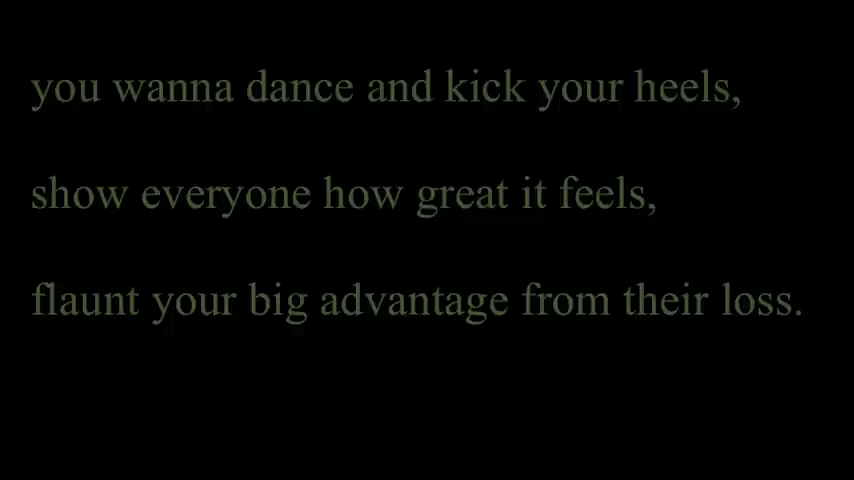 you wanna dance and kick your heels,
show everyone how great it feels,
flaunt your big advantage from their loss.